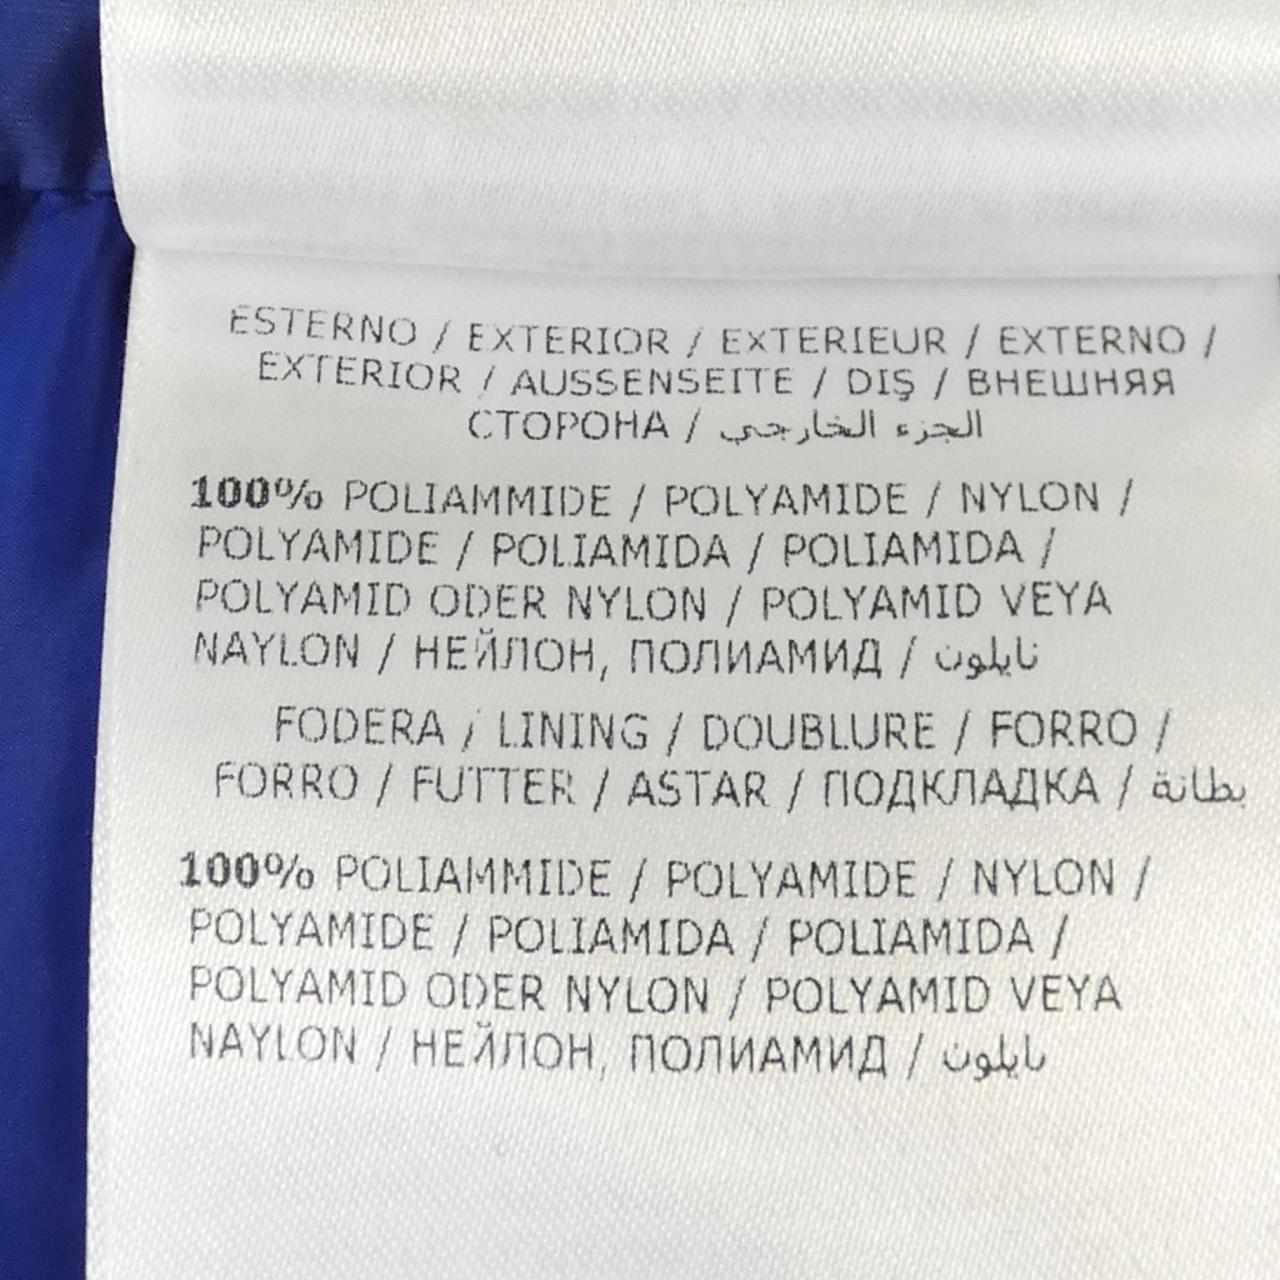 ESTERNO / EXTERIOR / EXTERIEUR / EXTERNO /
EXTERIOR / AUSSENSEITE / DIŞ / ВНЕШНЯЯ
СТОРОНА / الجزء الخارجي
100% POLIAMMIDE / POLYAMIDE / NYLON /
POLYAMIDE / POLIAMIDA / POLIAMIDA /
POLYAMID ODER NYLON / POLYAMID VEYA
NAYLON / НЕЙЛОН, ПОЛИАМИД / نايلون
FODERA / LINING / DOUBLURE / FORRO /
FORRO / FUTTER / ASTAR / ПОДКЛАДКА / بطانة
100% POLIAMMIDE / POLYAMIDE / NYLON /
POLYAMIDE / POLIAMIDA / POLIAMIDA /
POLYAMID ODER NYLON / POLYAMID VEYA
NAYLON / НЕЙЛОН, ПОЛИАМИД / نايلون